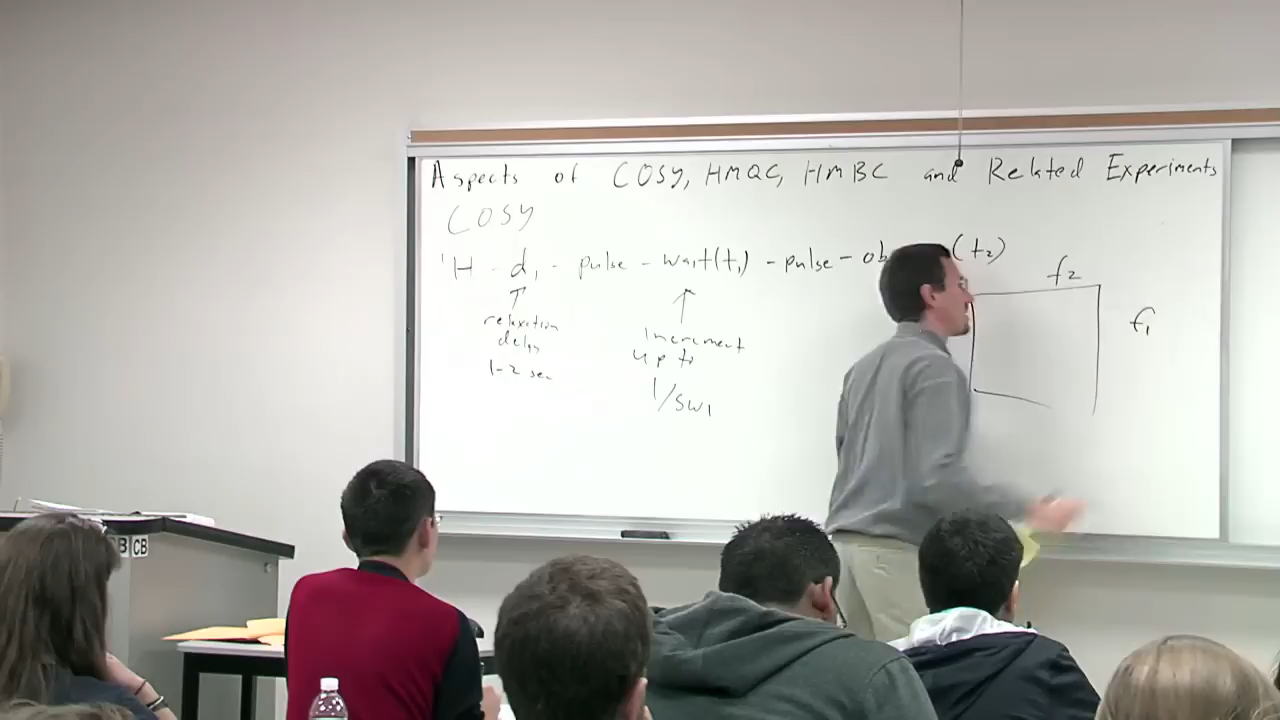 Aspects of COSY, HMQC, HMBC and Related Experiments
COSY
¹H - d₁ - pulse - wait(t₁) - pulse - ob (t₂)
f₂
f₁
↑
relaxation
delay
1-2 sec
↑
increment
up to
1/SW1
B CB